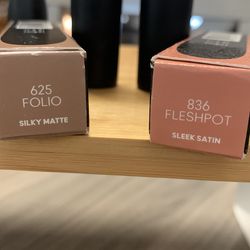 625
FOLIO
SILKY MATTE
836
FLESHPOT
SLEEK SATIN